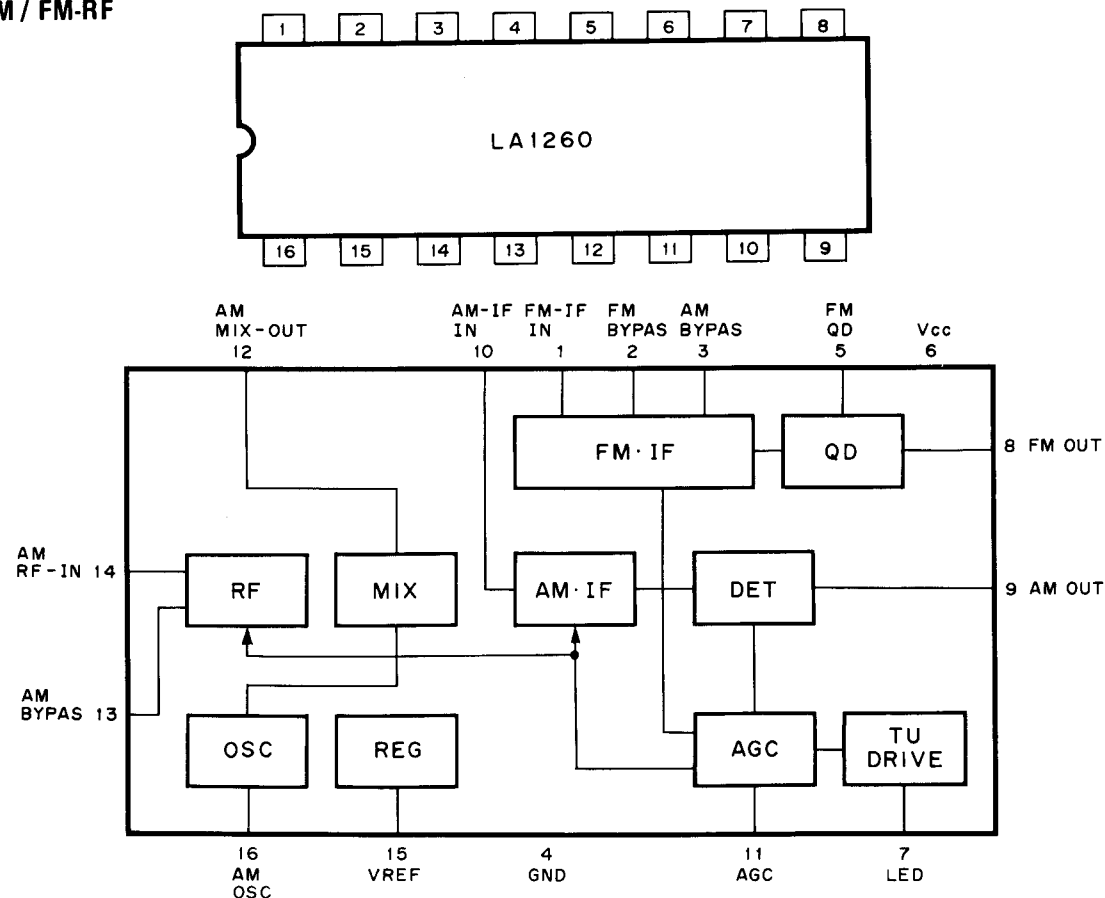 M / FM-RF
1 2 3 4 5 6 7 8
LA1260
16 15 14 13 12 11 10 9
AM
MIX-OUT
12
AM-IF
IN
10
FM-IF
IN
1
FM
BYPAS
2
AM
BYPAS
3
FM
QD
5
Vcc
6
FM·IF
QD
8 FM OUT
AM
RF-IN 14
RF
MIX
AM·IF
DET
9 AM OUT
AM
BYPAS 13
OSC
REG
AGC
TU
DRIVE
16
AM
OSC
15
VREF
4
GND
11
AGC
7
LED